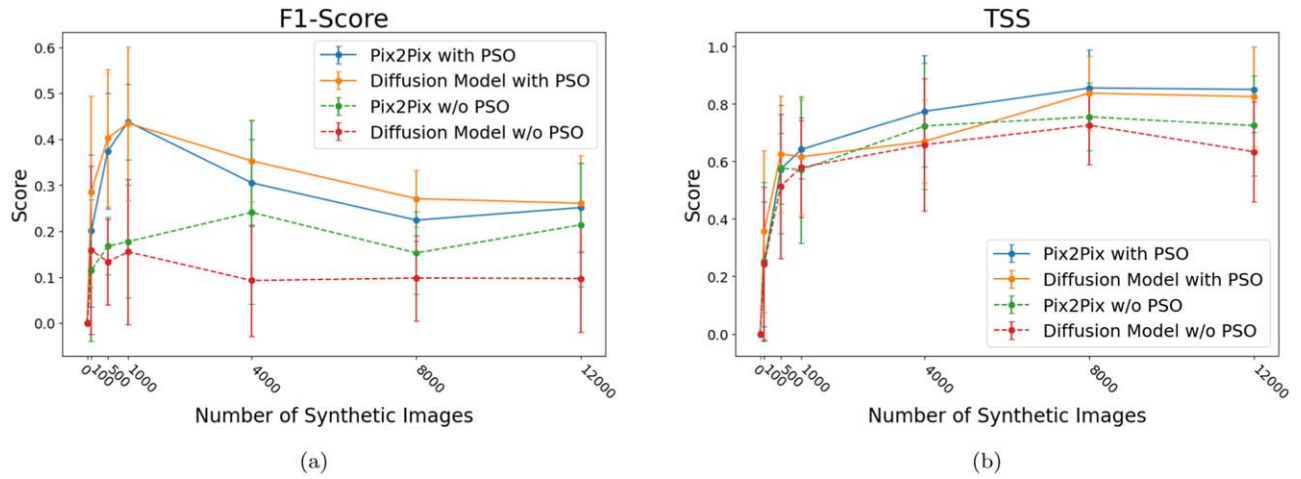 F1-Score
Score
0.6
0.5
0.4
0.3
0.2
0.1
0.0
Pix2Pix with PSO
Diffusion Model with PSO
Pix2Pix w/o PSO
Diffusion Model w/o PSO
0
100
500
1000
4000
8000
12000
Number of Synthetic Images
(a)
TSS
Score
1.0
0.8
0.6
0.4
0.2
0.0
Pix2Pix with PSO
Diffusion Model with PSO
Pix2Pix w/o PSO
Diffusion Model w/o PSO
0
100
500
1000
4000
8000
12000
Number of Synthetic Images
(b)